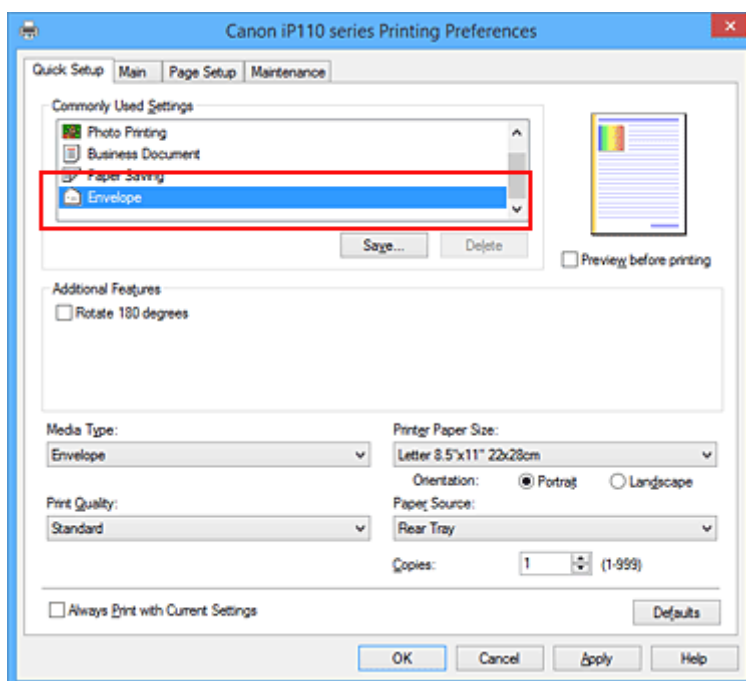 Canon iP110 series Printing Preferences
Quick Setup Main Page Setup Maintenance
Commonly Used Settings
Photo Printing
Business Document
Paper Saving
Envelope
Save... Delete
Preview before printing
Additional Features
Rotate 180 degrees
Media Type: Printer Paper Size:
Envelope Letter 8.5"x11" 22x28cm
Orientation: Portrait Landscape
Print Quality: Paper Source:
Standard Rear Tray
Copies: 1 (1-999)
Always Print with Current Settings Defaults
OK Cancel Apply Help